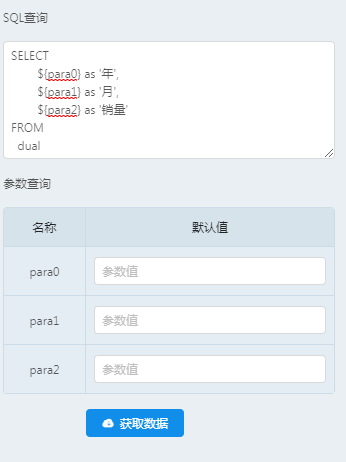 SQL查询
SELECT
${para0} as '年',
${para1} as '月',
${para2} as '销量'
FROM
dual
参数查询
名称 默认值
para0 参数值
para1 参数值
para2 参数值
获取数据